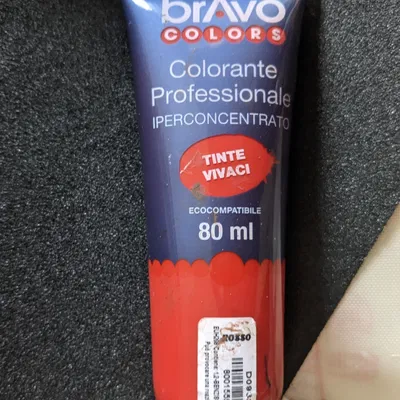 brAvo
COLORS
Colorante
Professionale
IPERCONCENTRATO
TINTE
VIVACI
ECOCOMPATIBILE
80 ml
ROSSO